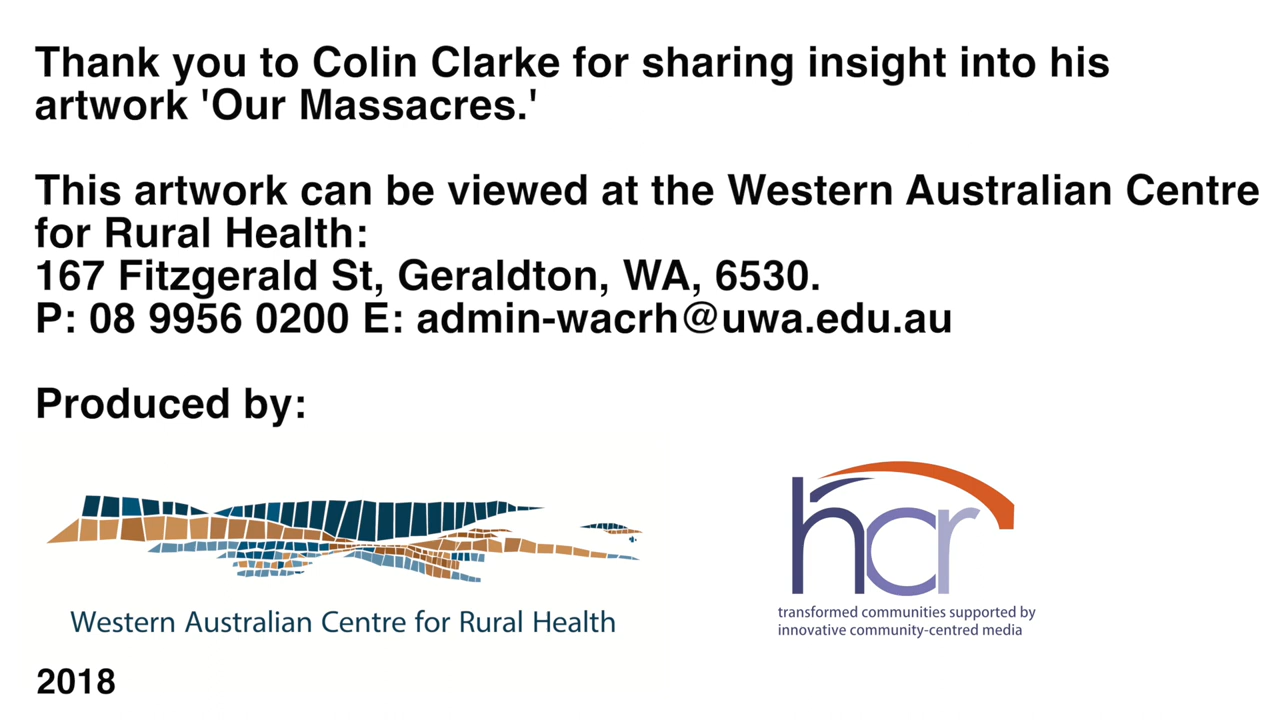 Thank you to Colin Clarke for sharing insight into his
artwork 'Our Massacres.'
This artwork can be viewed at the Western Australian Centre
for Rural Health:
167 Fitzgerald St, Geraldton, WA, 6530.
P: 08 9956 0200 E: admin-wacrh@uwa.edu.au
Produced by:
Western Australian Centre for Rural Health
hcr
transformed communities supported by
innovative community-centred media
2018